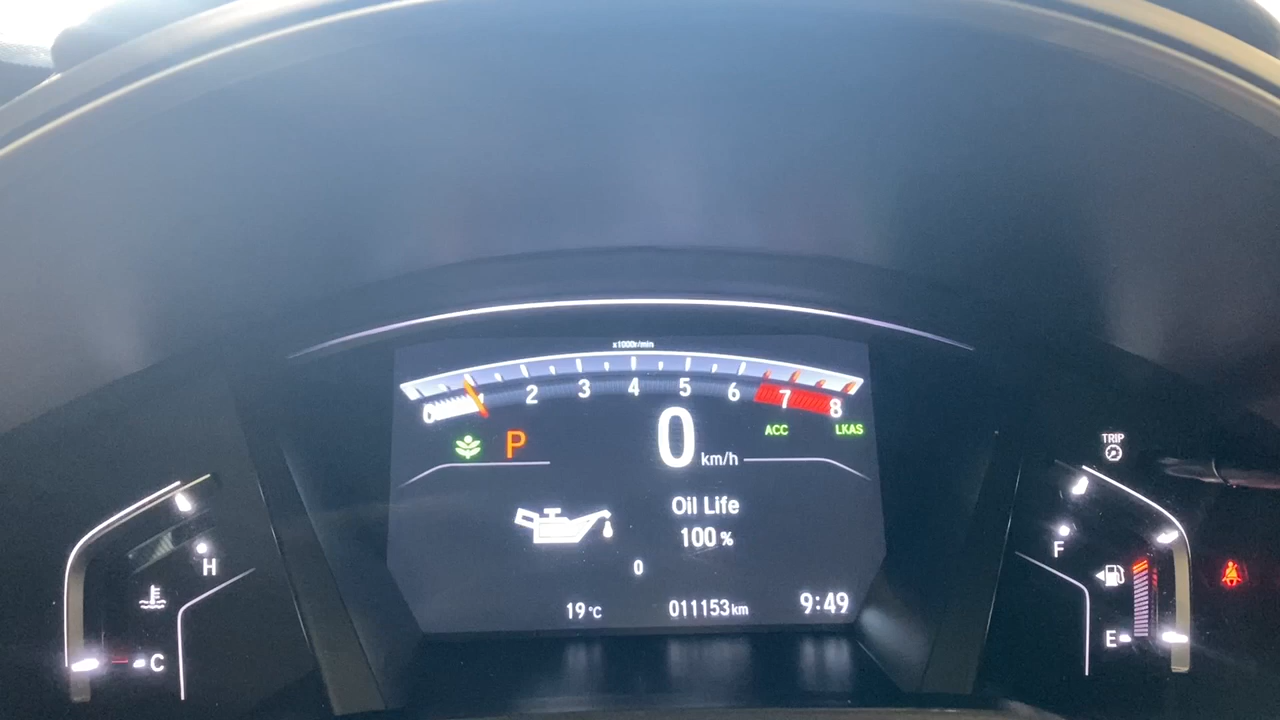 x1000r/min
0 1 2 3 4 5 6 7 8
P
0 km/h
ACC
LKAS
Oil Life
100 %
0
19°C
011153 km
9:49
H
C
TRIP
F
E